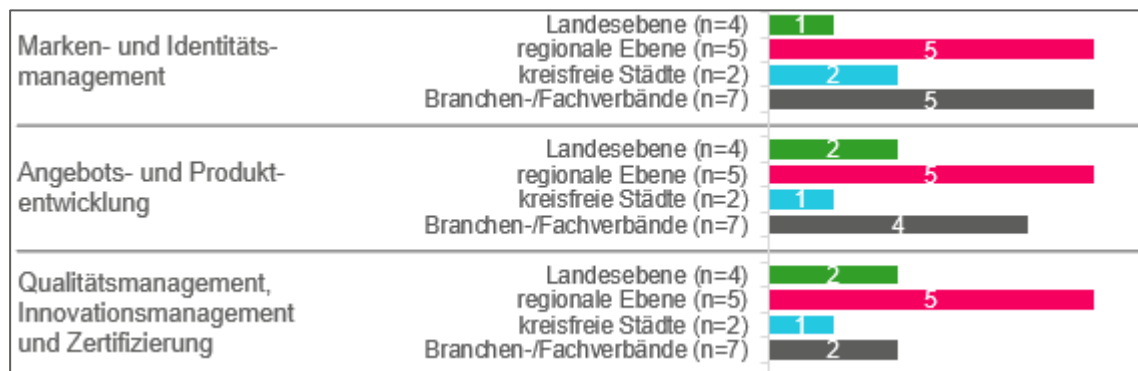 Marken- und Identitäts-
management
Landesebene (n=4) 1
regionale Ebene (n=5) 5
kreisfreie Städte (n=2) 2
Branchen-/Fachverbände (n=7) 5
Angebots- und Produkt-
entwicklung
Landesebene (n=4) 2
regionale Ebene (n=5) 5
kreisfreie Städte (n=2) 1
Branchen-/Fachverbände (n=7) 4
Qualitätsmanagement,
Innovationsmanagement
und Zertifizierung
Landesebene (n=4) 2
regionale Ebene (n=5) 5
kreisfreie Städte (n=2) 1
Branchen-/Fachverbände (n=7) 2